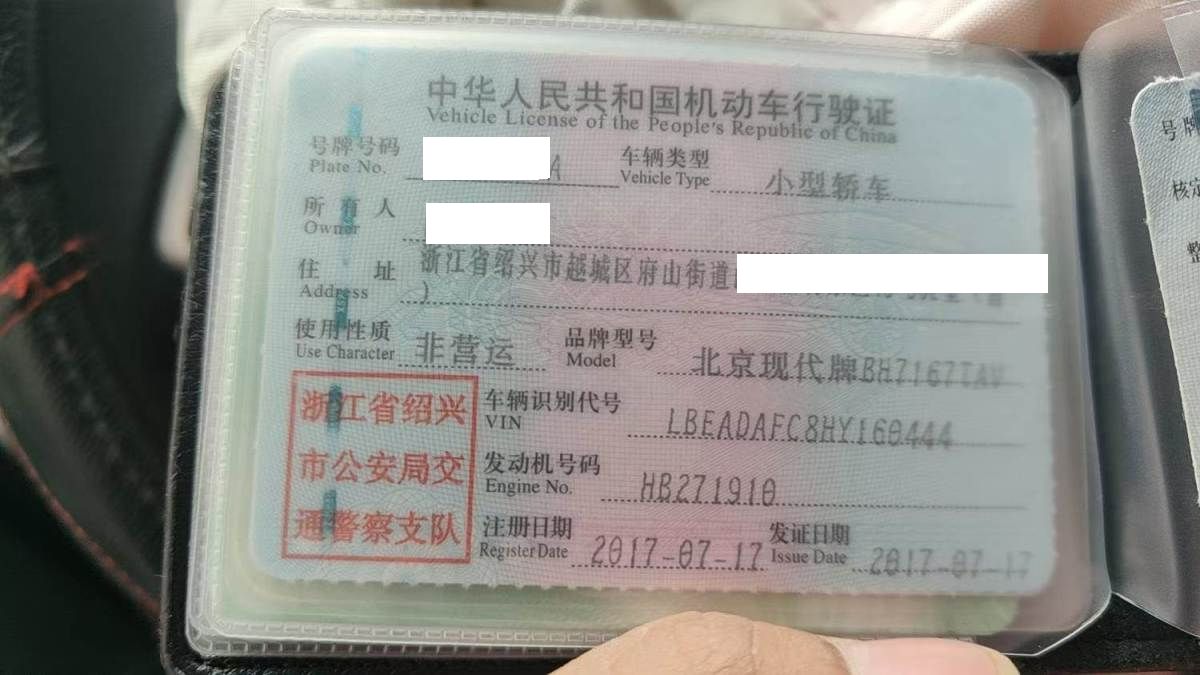 中华人民共和国机动车行驶证
Vehicle License of the People's Republic of China
号牌号码 车辆类型 小型轿车
Plate No. Vehicle Type
所有人
Owner
住址 浙江省绍兴市越城区府山街道
Address )
使用性质 非营运 品牌型号 北京现代牌BH7167TAV
Use Character Model
浙江省绍兴
市公安局交
通警察支队
车辆识别代号 LBEADAFC8HY160444
VIN
发动机号码 HB271910
Engine No.
注册日期 2017-07-17 发证日期 2017-07-17
Register Date Issue Date
号牌
核定
整